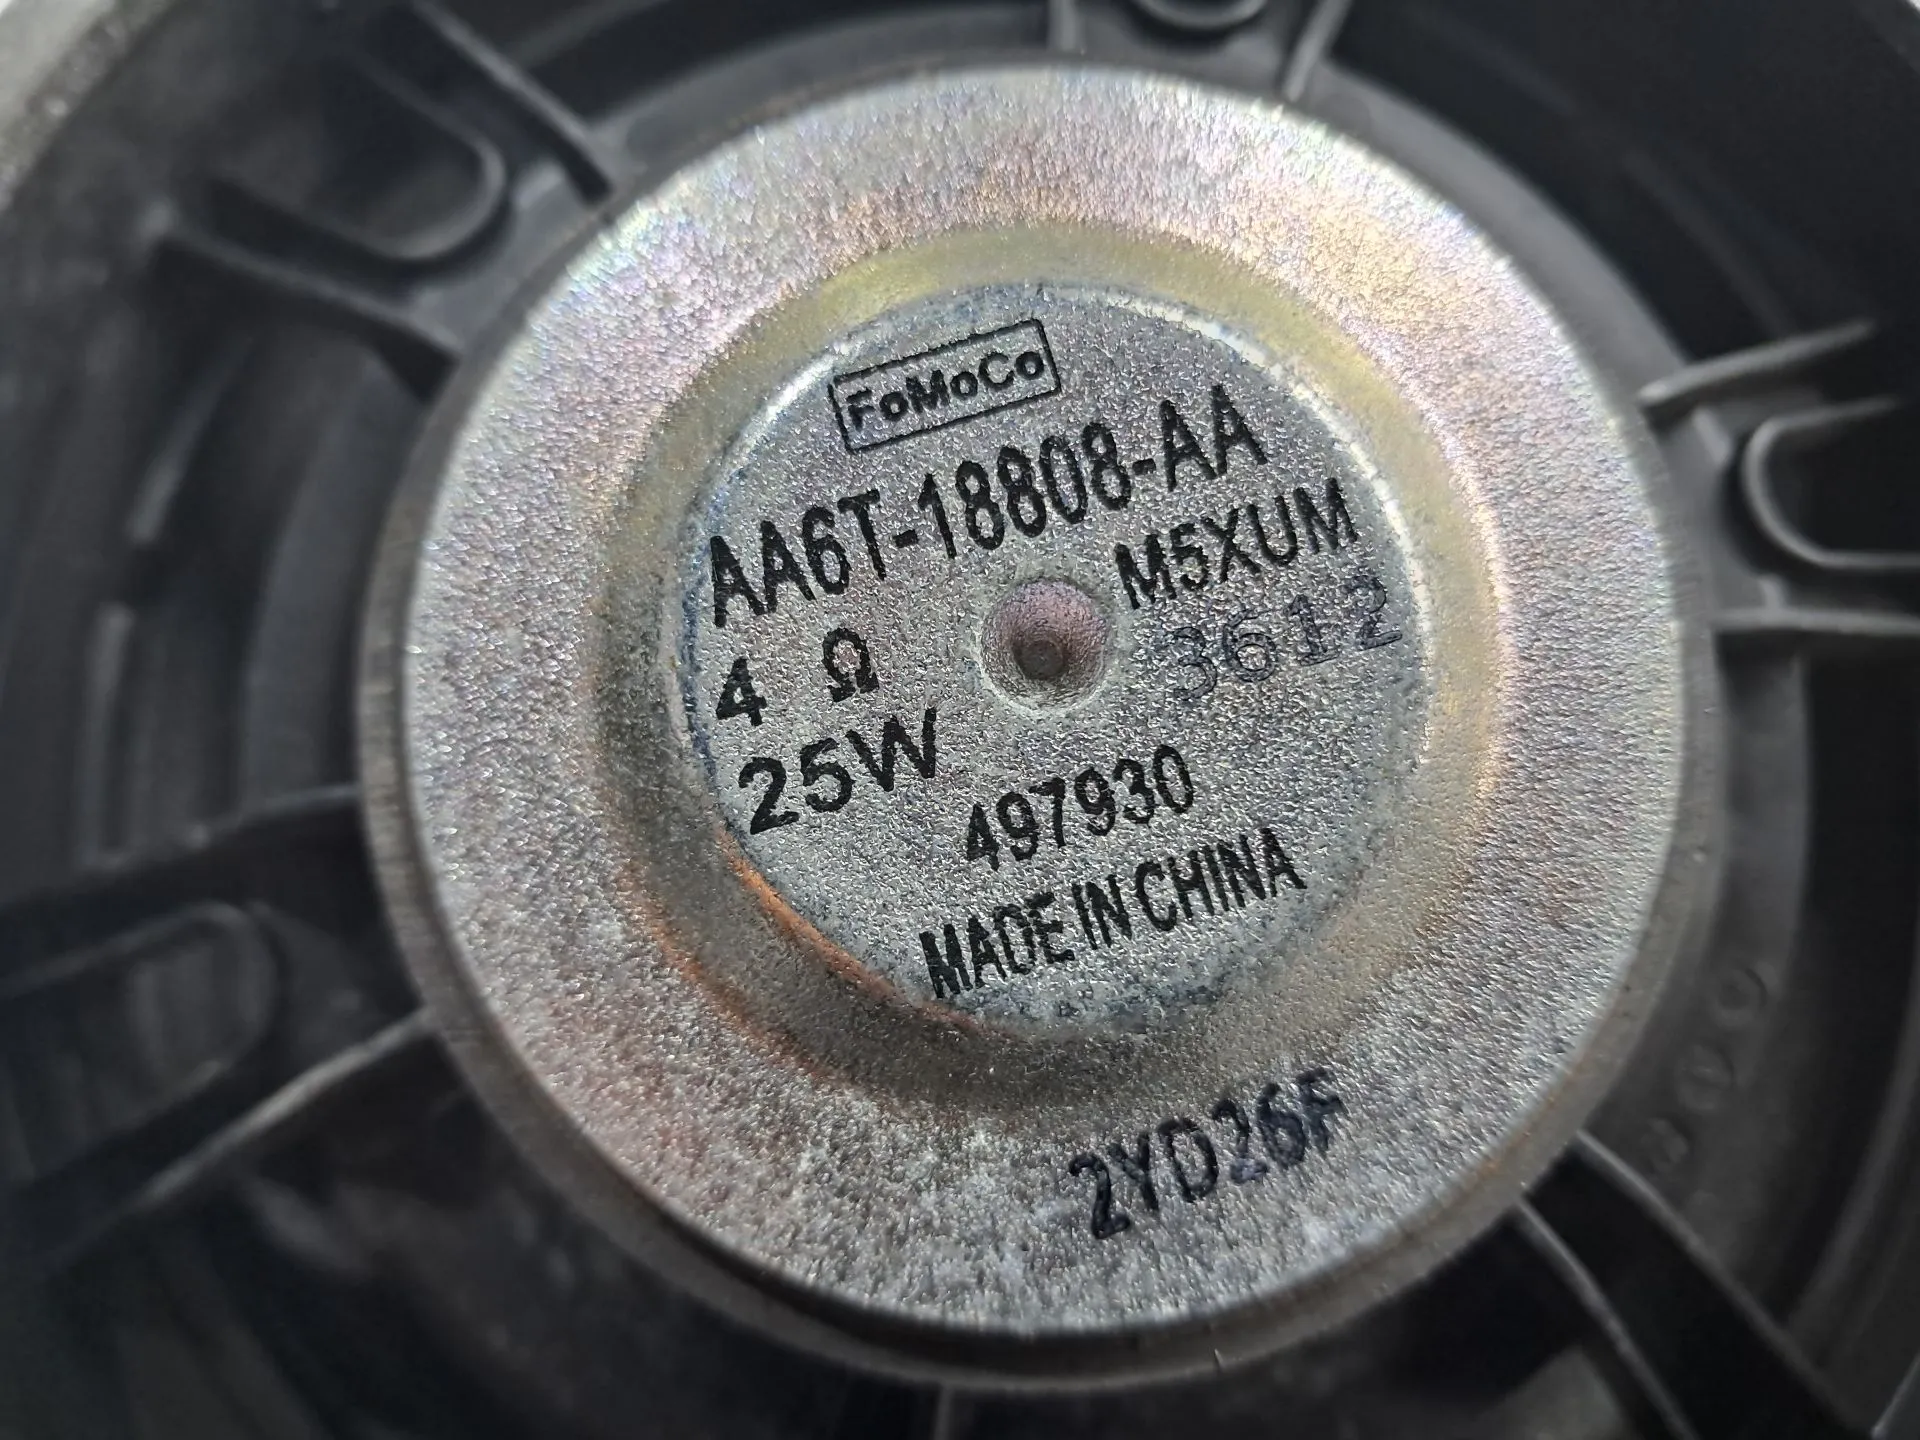 FoMoCo
AA6T-18808-AA
M5XUM
4 Ω
3612
25W
497930
MADE IN CHINA
2YD26F